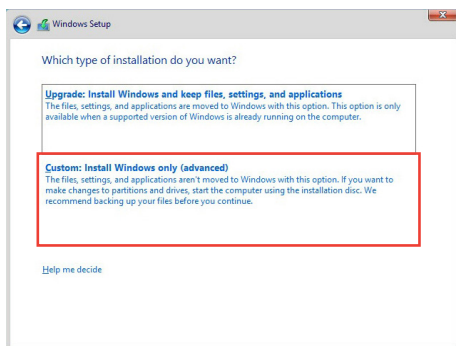 Windows Setup
Which type of installation do you want?
Upgrade: Install Windows and keep files, settings, and applications
The files, settings, and applications are moved to Windows with this option. This option is only
available when a supported version of Windows is already running on the computer.
Custom: Install Windows only (advanced)
The files, settings, and applications aren't moved to Windows with this option. If you want to
make changes to partitions and drives, start the computer using the installation disc. We
recommend backing up your files before you continue.
Help me decide